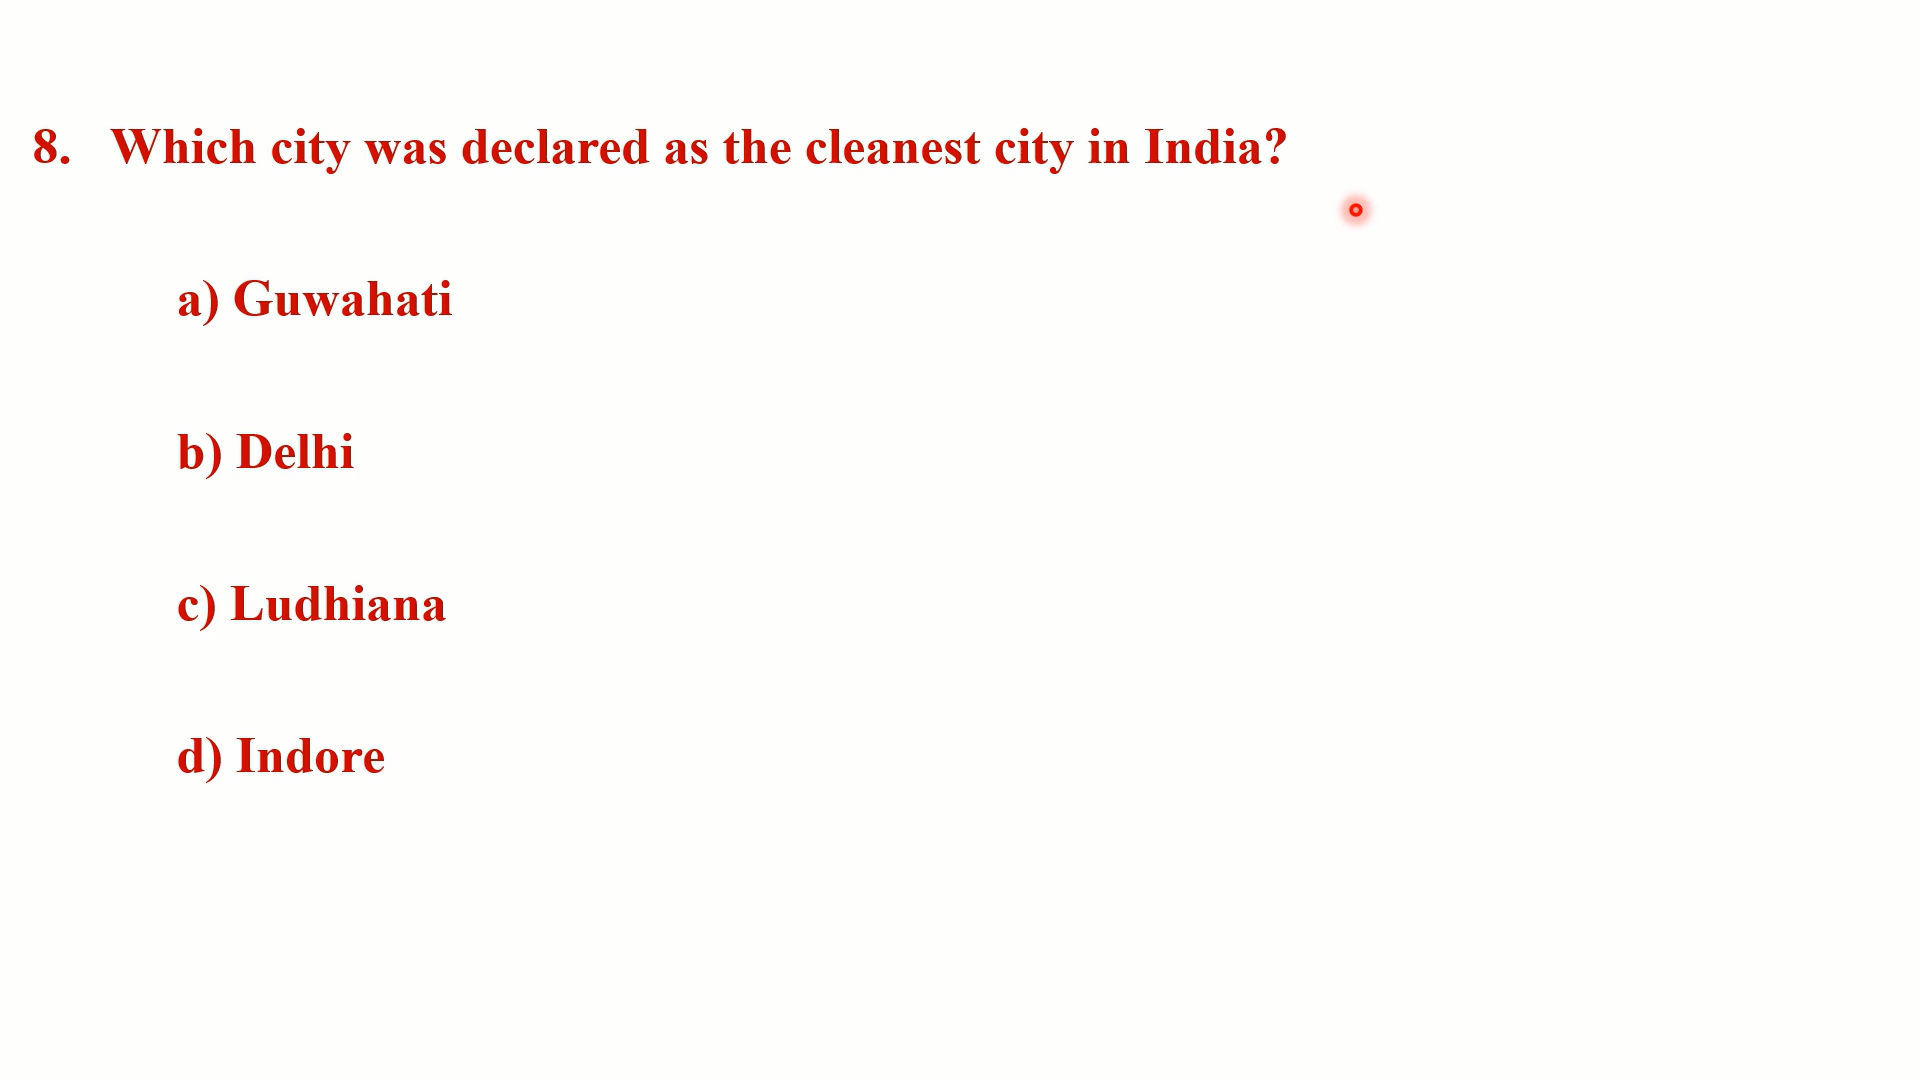 8. Which city was declared as the cleanest city in India?
a) Guwahati
b) Delhi
c) Ludhiana
d) Indore